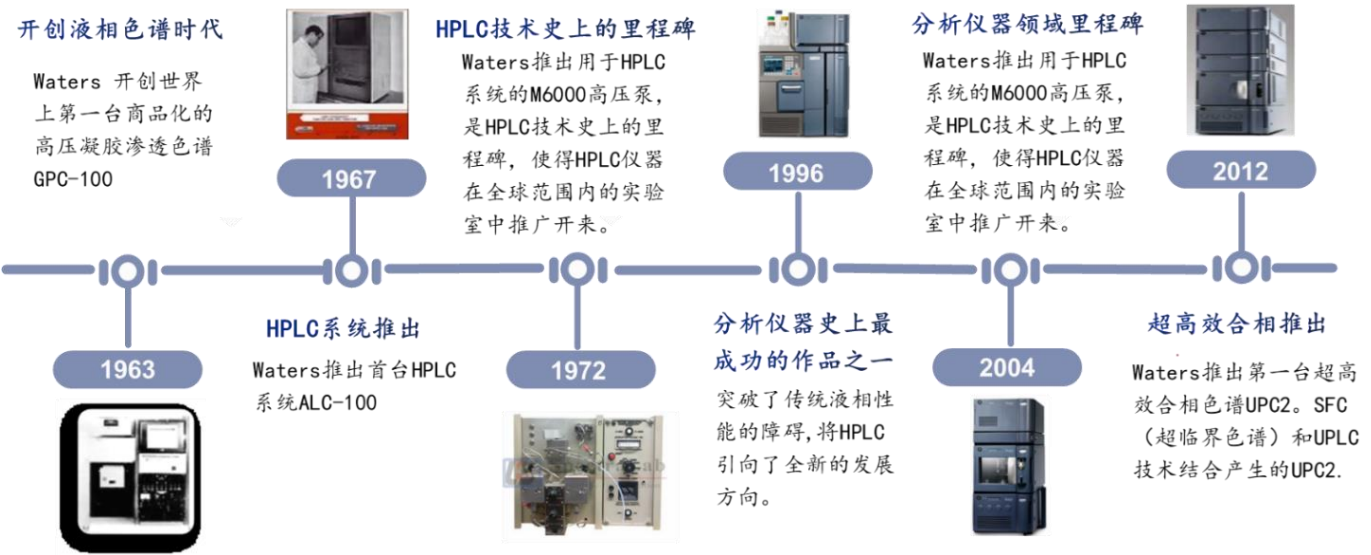 开创液相色谱时代
Waters 开创世界
上第一台商品化的
高压凝胶渗透色谱
GPC-100
1963
1967
HPLC系统推出
Waters推出首台HPLC
系统ALC-100
HPLC技术史上的里程碑
Waters推出用于HPLC
系统的M6000高压泵，
是HPLC技术史上的里
程碑，使得HPLC仪器
在全球范围内的实验
室中推广开来。
1972
1996
分析仪器史上最
成功的作品之一
突破了传统液相性
能的障碍,将HPLC
引向了全新的发展
方向。
分析仪器领域里程碑
Waters推出用于HPLC
系统的M6000高压泵，
是HPLC技术史上的里
程碑，使得HPLC仪器
在全球范围内的实验
室中推广开来。
2004
2012
超高效合相推出
Waters推出第一台超高
效合相色谱UPC2。SFC
（超临界色谱）和UPLC
技术结合产生的UPC2.